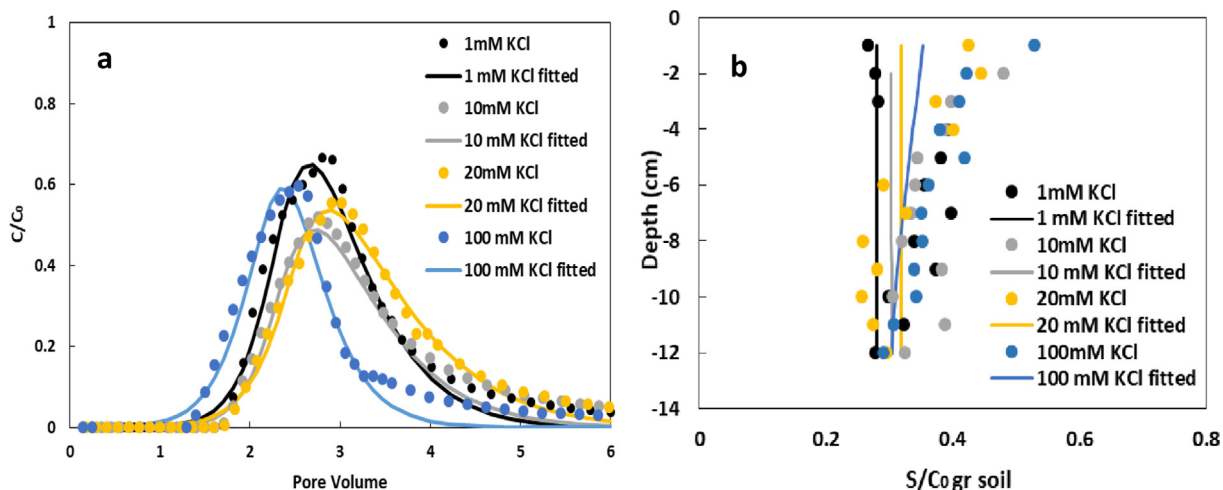 a
1
0.8
0.6
0.4
0.2
0
0
1
2
3
4
5
6
C/C₀
Pore Volume
1mM KCl
1 mM KCl fitted
10mM KCl
10 mM KCl fitted
20mM KCl
20 mM KCl fitted
100 mM KCl
100 mM KCl fitted
b
0
-2
-4
-6
-8
-10
-12
-14
0
0.2
0.4
0.6
0.8
Depth (cm)
S/C₀ gr soil
1mM KCl
1 mM KCl fitted
10mM KCl
10 mM KCl fitted
20mM KCl
20 mM KCl fitted
100mM KCl
100 mM KCl fitted